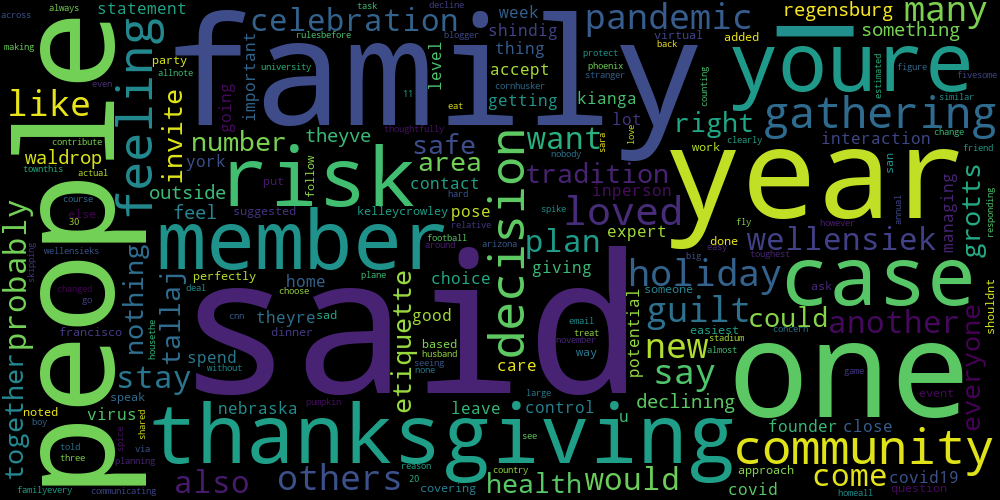 always
task
decline
statement
celebration
week
pandemic
regensburg
many
across
rulesbefore
blogger
shindig
virtual
added
something
making
feeling
family
thing
back
youre
people
allnote
party
important
level
accept
protect
phoenix
stranger
counting
estimated
figure
fivesome
even
university
cornhusker
like
invite
going
11
eat
getting
kianga
gathering
similar
contribute
number
theyve
thoughtfully
want
lot
right
interaction
change
waldrop
york
safe
nobody
sara
love
work
clearly
friend
townthis
actual
risk
area
tradition
year
san
course
outside
put
follow
contact
inperson
managing
grotts
responding
else
30
feel
suggested
kelleycrowley
hard
pose
spike
loved
annual
however
probably
member
relative
expert
fly
done
wellensiek
wellensieks
skipping
nothing
football
around
arizona
decision
plan
big
easy
toughest
changed
perfectly
home
plane
choice
giving
holiday
case
go
deal
choose
etiquette
someone
ask
tallaj
said
cnn
theyre
sad
good
email
potential
guilt
could
another
shouldnt
francisco
housethe
dinner
based
treat
november
easiest
everyone
husband
way
new
stadium
concern
together
spend
without
seeing
none
care
say
almost
one
game
stay
pumpkin
noted
speak
boy
virus
via
shared
nebraska
leave
large
control
u
declining
event
told
three
spice
thanksgiving
see
founder
close
planning
reason
country
community
approach
familyevery
communicating
also
others
20
covering
health
would
covid
come
covid19
homeall
question